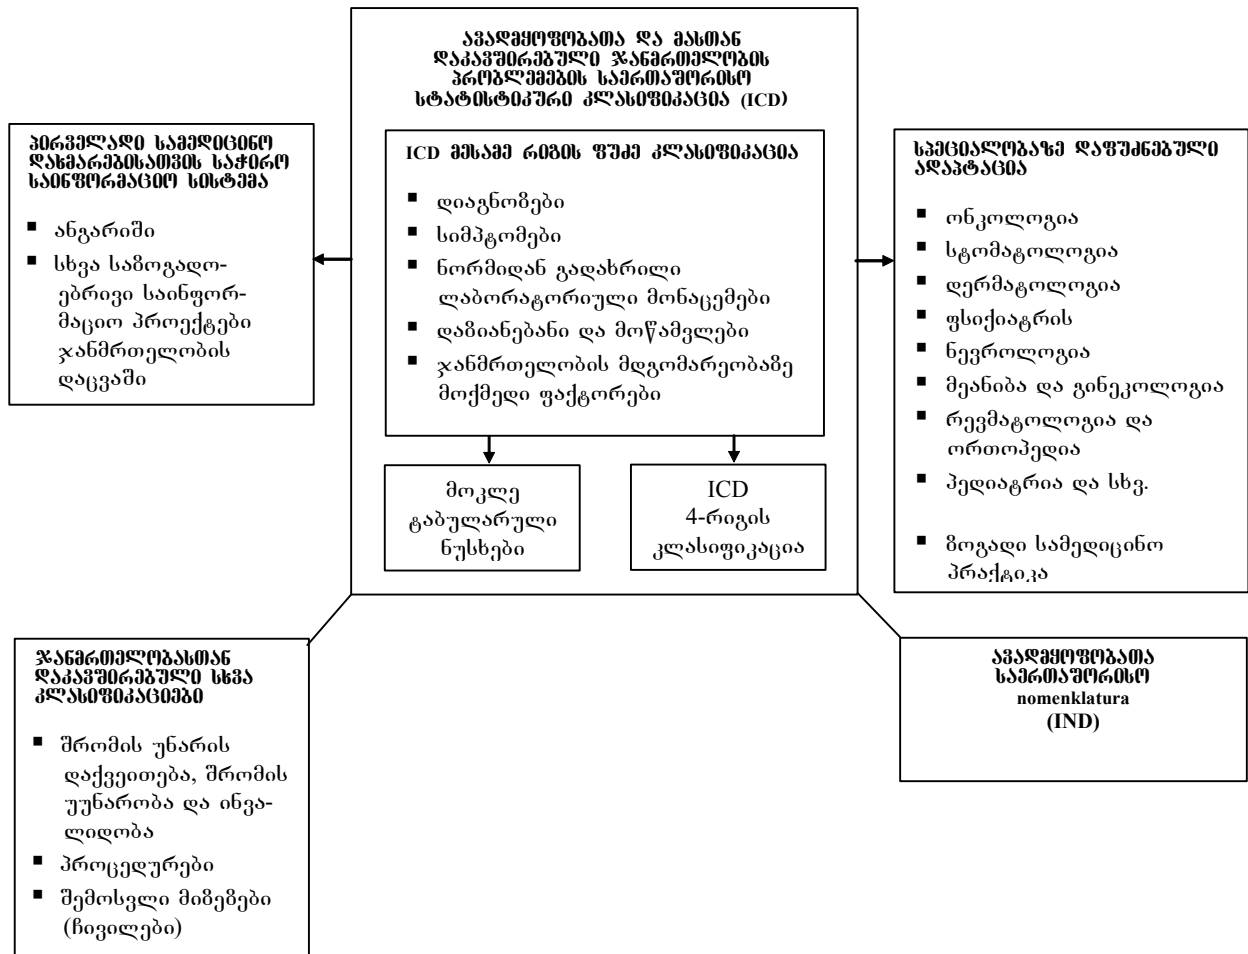 ავადმყოფობათა და მასთან
დაკავშირებული ჯანმრთელობის
პრობლემების საერთაშორისო
სტატისტიკური კლასიფიკაცია (ICD)
ICD მესამე რიგის ფუძე კლასიფიკაცია
▪ დიაგნოზები
▪ სიმპტომები
▪ ნორმიდან გადახრილი
ლაბორატორიული მონაცემები
▪ დაზიანებანი და მოწამვლები
▪ ჯანმრთელობის მდგომარეობაზე
მოქმედი ფაქტორები
მოკლე
ტაბულარული
ნუსხები
ICD
4-რიგის
კლასიფიკაცია
პირველადი სამედიცინო
დახმარებისათვის საჭირო
საინფორმაციო სისტემა
▪ ანგარიში
▪ სხვა საზოგადო-
ებრივი საინფორ-
მაციო პროექტები
ჯანმრთელობის
დაცვაში
სპეციალობაზე დაფუძნებული
ადაპტაცია
▪ ონკოლოგია
▪ სტომატოლოგია
▪ დერმატოლოგია
▪ ფსიქიატრის
▪ ნევროლოგია
▪ მეანიბა და გინეკოლოგია
▪ რევმატოლოგია და
ორთოპედია
▪ პედიატრია და სხვ.
▪ ზოგადი სამედიცინო
პრაქტიკა
ჯანმრთელობასთან
დაკავშირებული სხვა
კლასიფიკაციები
▪ შრომის უნარის
დაქვეითება, შრომის
უუნარობა და ინვა-
ლიდობა
▪ პროცედურები
▪ შემოსვლი მიზეზები
(ჩივილები)
ავადმყოფობათა
საერთაშორისო
nomenklatura
(IND)